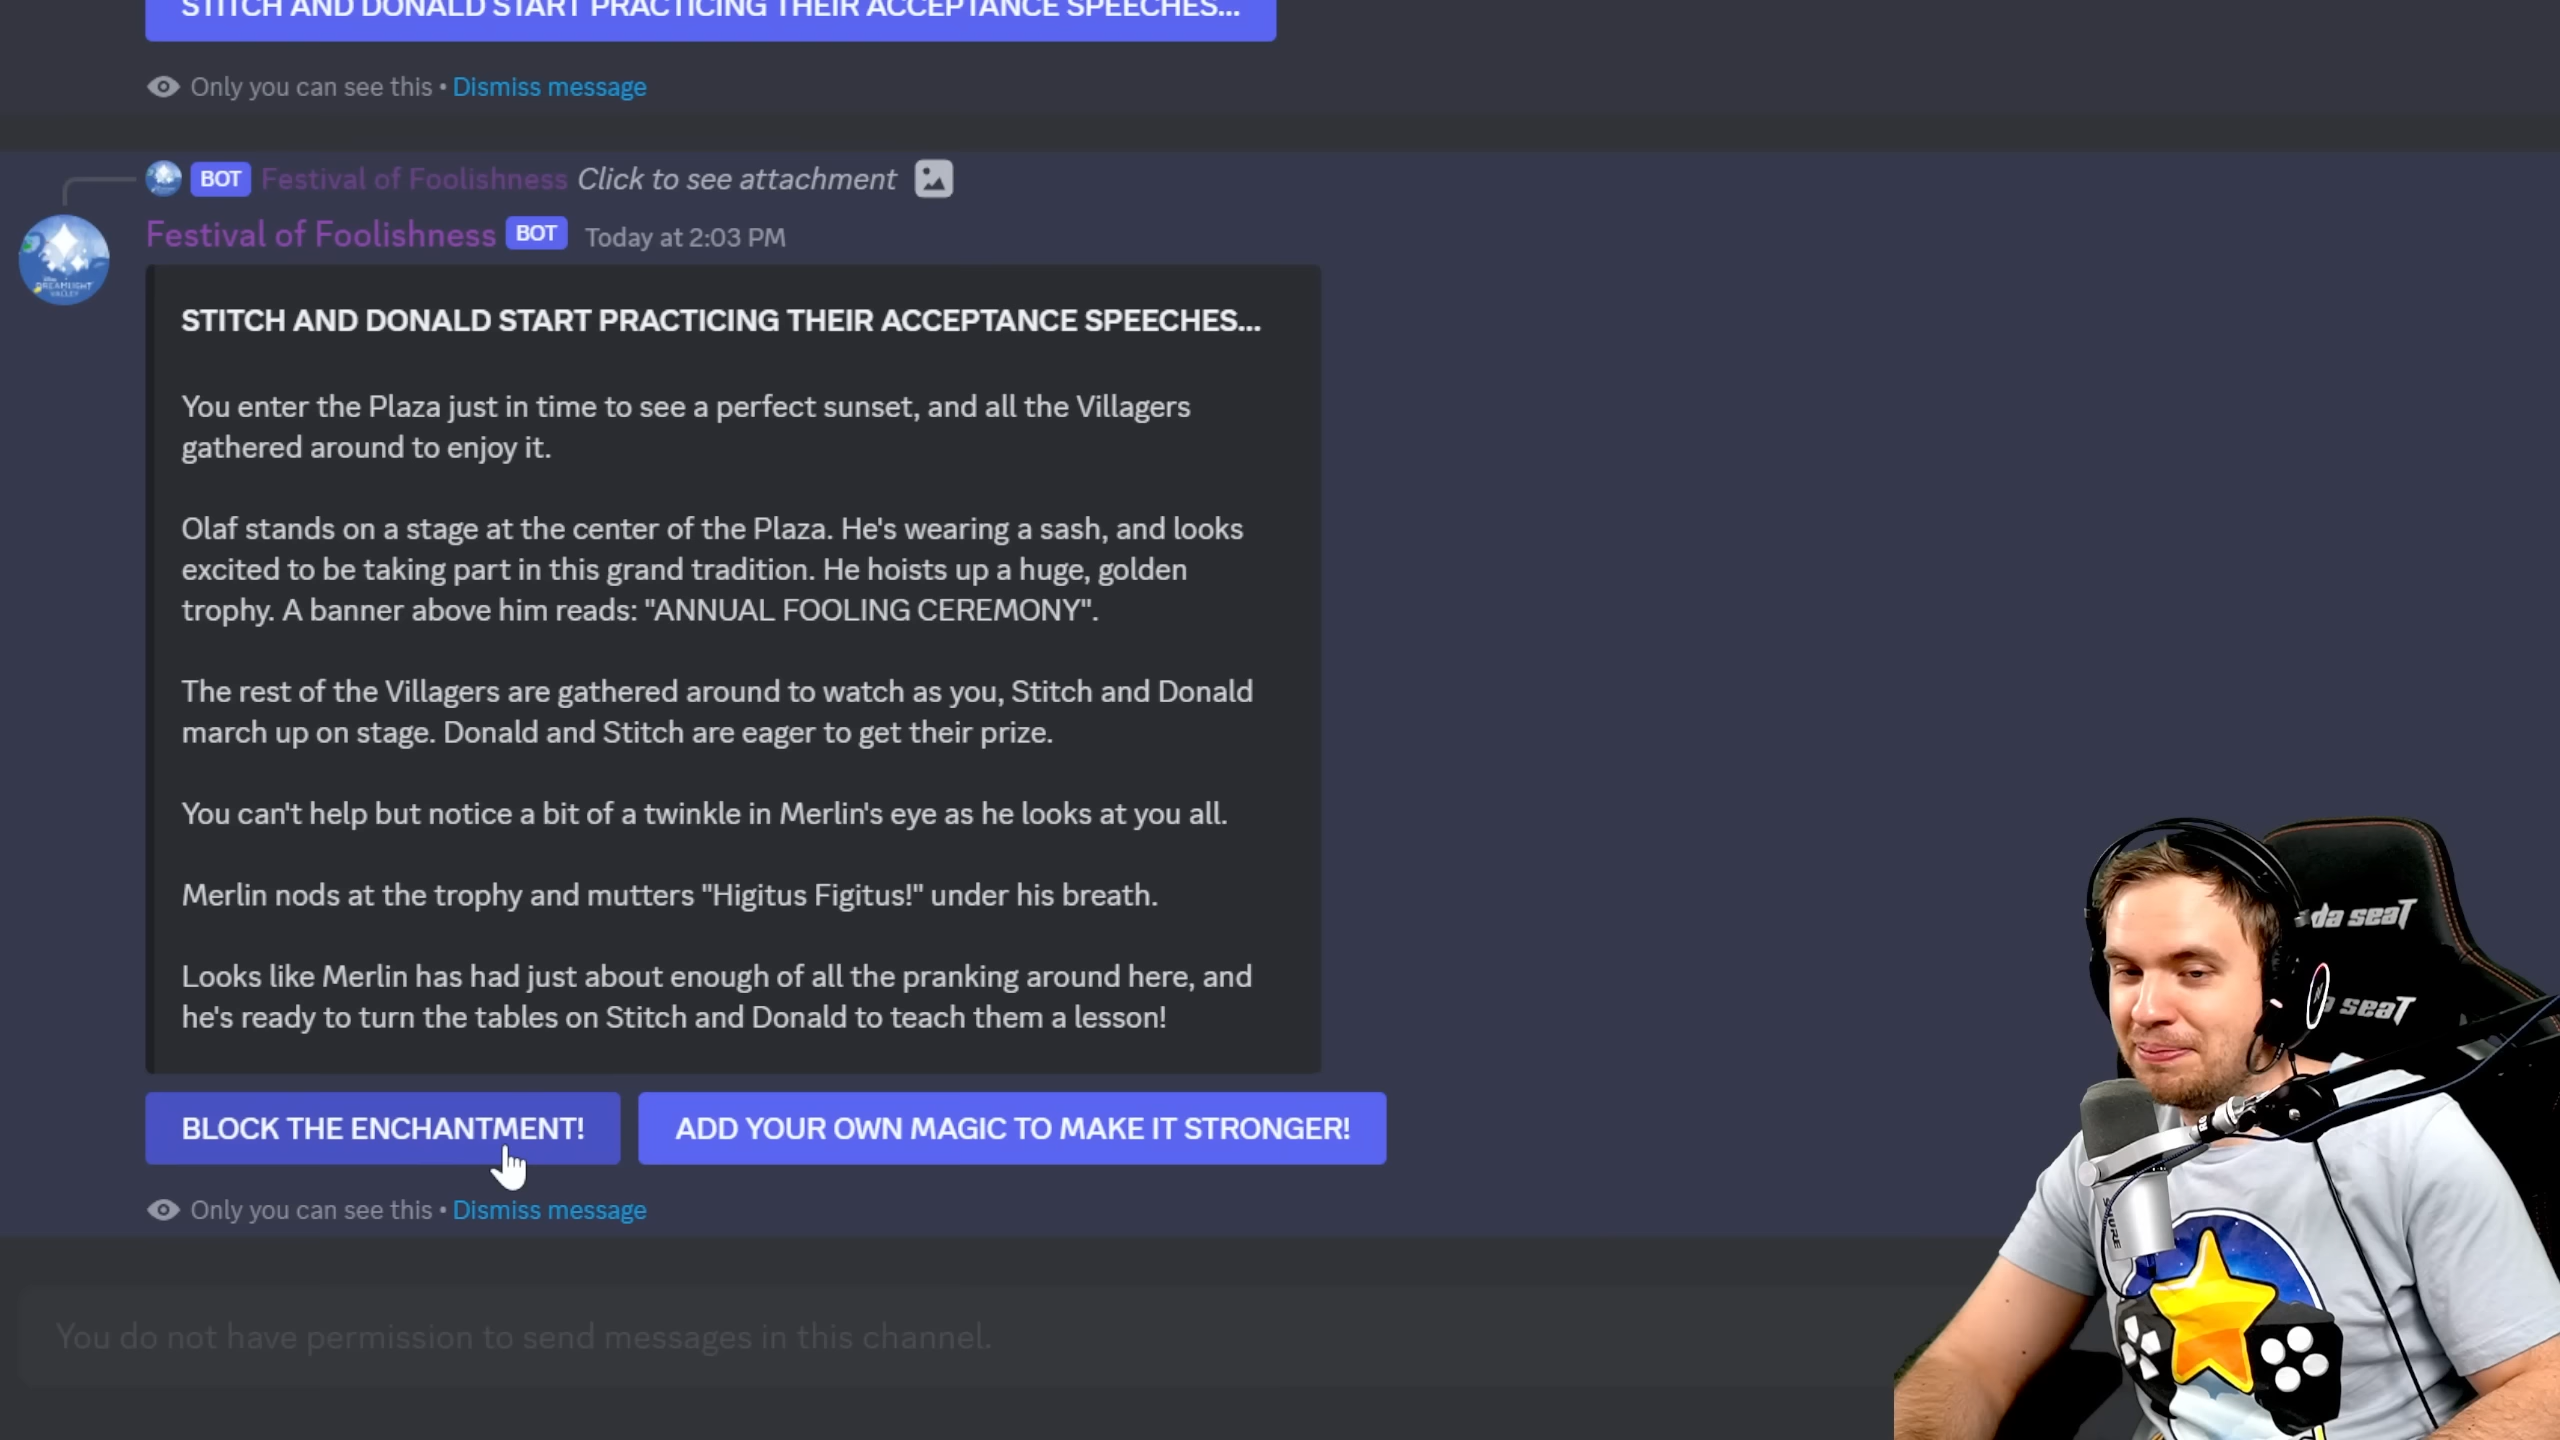 STITCH AND DONALD START PRACTICING THEIR ACCEPTANCE SPEECHES...
Only you can see this • Dismiss message
BOT Festival of Foolishness Click to see attachment
Festival of Foolishness BOT Today at 2:03 PM
DREAMLIGHT
VALLEY
STITCH AND DONALD START PRACTICING THEIR ACCEPTANCE SPEECHES...
You enter the Plaza just in time to see a perfect sunset, and all the Villagers
gathered around to enjoy it.
Olaf stands on a stage at the center of the Plaza. He's wearing a sash, and looks
excited to be taking part in this grand tradition. He hoists up a huge, golden
trophy. A banner above him reads: "ANNUAL FOOLING CEREMONY".
The rest of the Villagers are gathered around to watch as you, Stitch and Donald
march up on stage. Donald and Stitch are eager to get their prize.
You can't help but notice a bit of a twinkle in Merlin's eye as he looks at you all.
Merlin nods at the trophy and mutters "Higitus Figitus!" under his breath.
Looks like Merlin has had just about enough of all the pranking around here, and
he's ready to turn the tables on Stitch and Donald to teach them a lesson!
BLOCK THE ENCHANTMENT! ADD YOUR OWN MAGIC TO MAKE IT STRONGER!
Only you can see this • Dismiss message
You do not have permission to send messages in this channel.
da seaT
seaT
SHURE